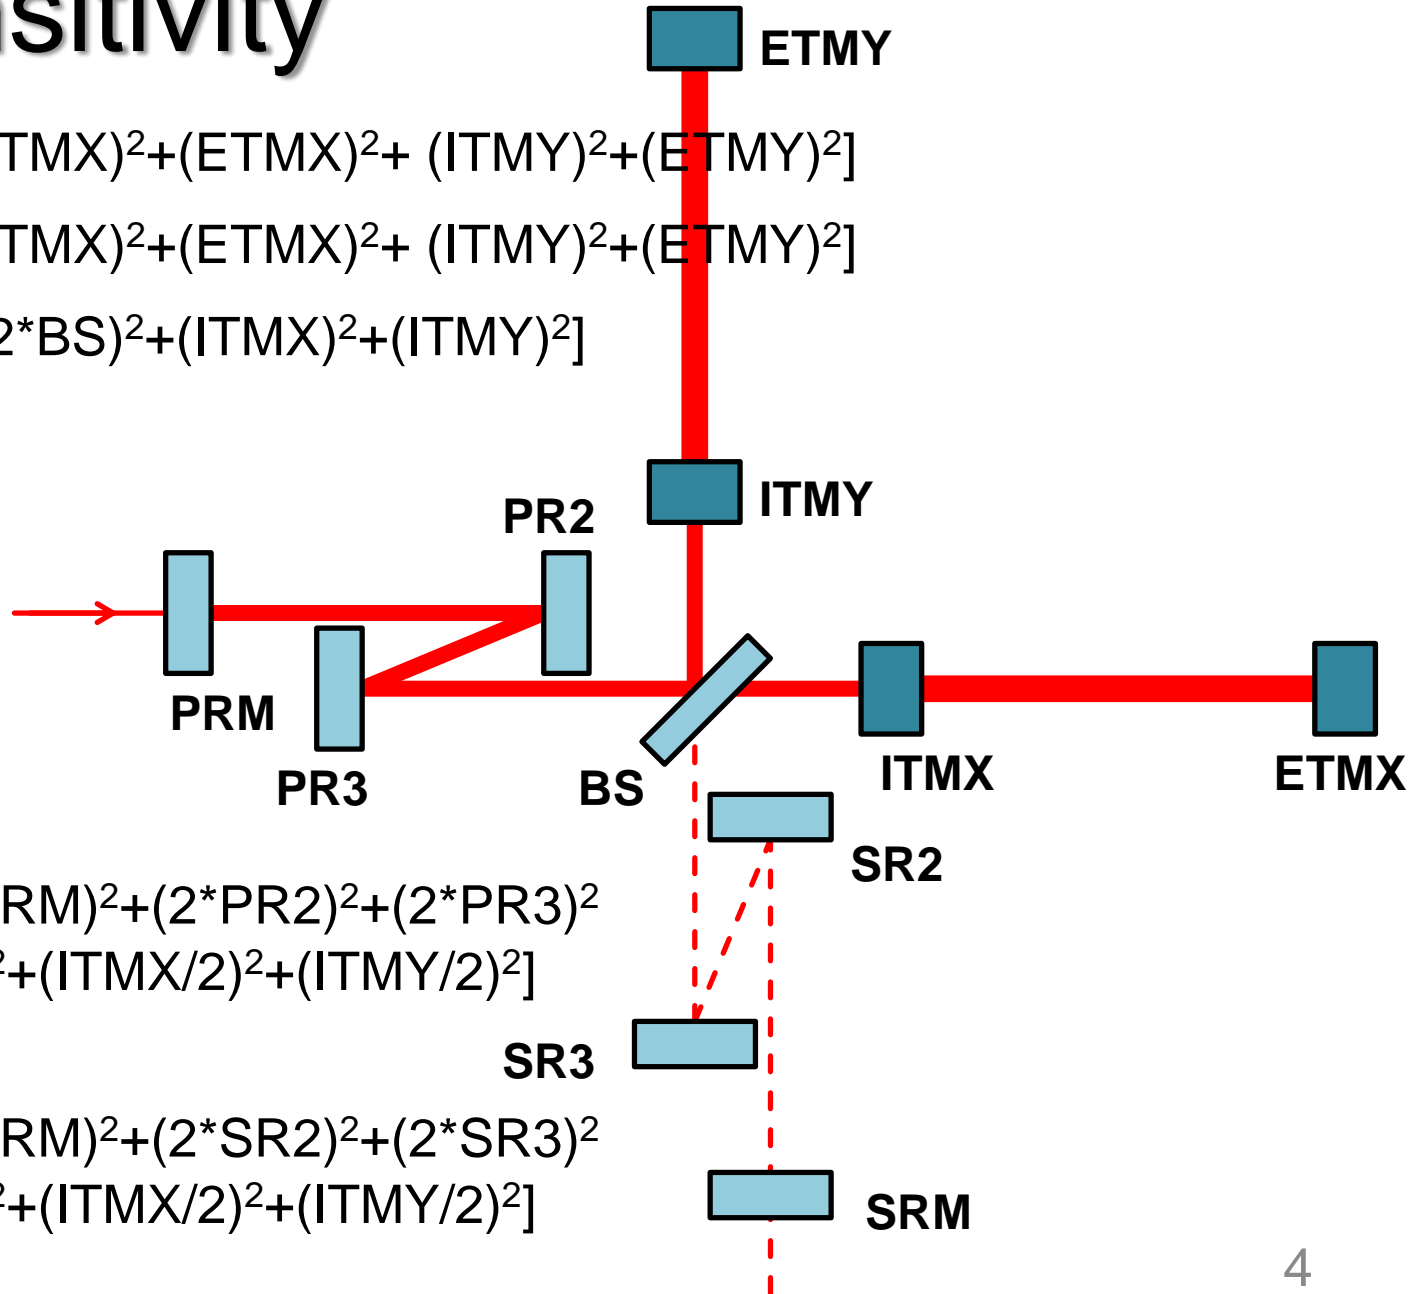 nsitivity
ETMY
TMX)²+(ETMX)²+ (ITMY)²+(ETMY)²]
TMX)²+(ETMX)²+ (ITMY)²+(ETMY)²]
2*BS)²+(ITMX)²+(ITMY)²]
ITMY
PR2
PRM
PR3
BS
ITMX
ETMX
SR2
RM)²+(2*PR2)²+(2*PR3)²
²+(ITMX/2)²+(ITMY/2)²]
SR3
RM)²+(2*SR2)²+(2*SR3)²
²+(ITMX/2)²+(ITMY/2)²]
SRM
4